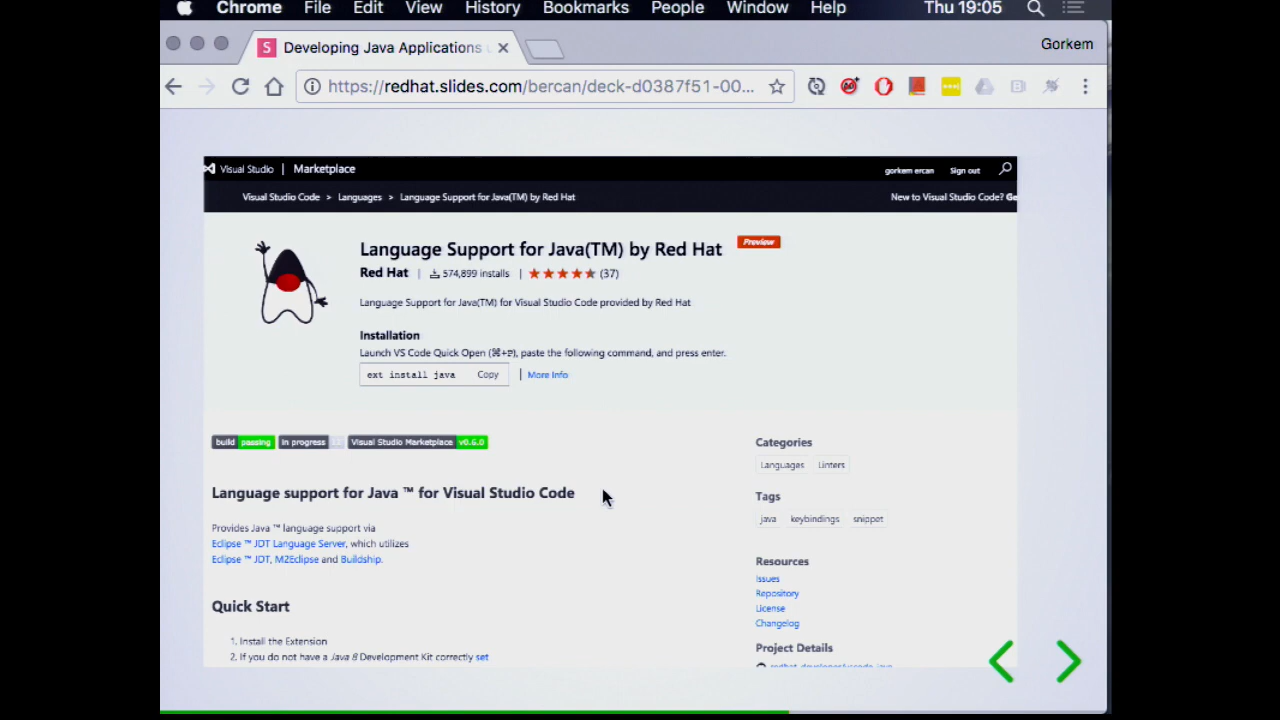 Chrome File Edit View History Bookmarks People Window Help Thu 19:05
S Developing Java Applications Gorkem
https://redhat.slides.com/bercan/deck-d0387f51-00...
Visual Studio | Marketplace gorkem ercan Sign out
Visual Studio Code > Languages > Language Support for Java(TM) by Red Hat New to Visual Studio Code? Ge
Language Support for Java(TM) by Red Hat Preview
Red Hat | 574,899 installs | (37)
Language Support for Java(TM) for Visual Studio Code provided by Red Hat
Installation
Launch VS Code Quick Open (⌘+P), paste the following command, and press enter.
ext install java Copy | More Info
build passing in progress Visual Studio Marketplace v0.6.0
Language support for Java ™ for Visual Studio Code
Provides Java ™ language support via
Eclipse ™ JDT Language Server, which utilizes
Eclipse ™ JDT, M2Eclipse and Buildship.
Quick Start
1. Install the Extension
2. If you do not have a Java 8 Development Kit correctly set
Categories
Languages Linters
Tags
java keybindings snippet
Resources
Issues
Repository
License
Changelog
Project Details
redhat-developer/vscode-java